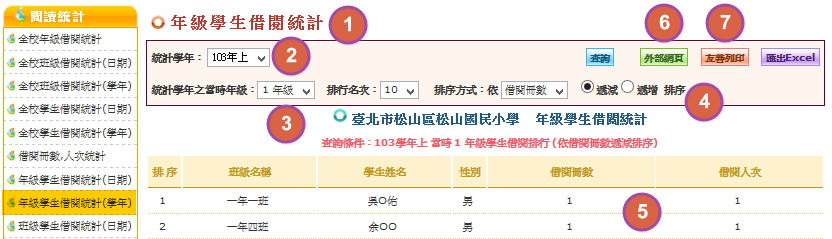 閱讀統計
全校年級借閱統計
全校班級借閱統計(日期)
全校班級借閱統計(學年)
全校學生借閱統計(日期)
全校學生借閱統計(學年)
借閱冊數,人次統計
年級學生借閱統計(日期)
年級學生借閱統計(學年)
班級學生借閱統計(日期)
年級學生借閱統計 1
統計學年： 103年上 2 查詢 6 外部網頁 7 友善列印 匯出Excel
統計學年之當時年級： 1 年級 3 排行名次： 10 排序方式：依 借閱冊數 遞減 遞增 排序 4
臺北市松山區松山國民小學 年級學生借閱統計
查詢條件：103學年上 當時 1 年級學生借閱排行 (依借閱冊數遞減排序)
排 序 班級名稱 學生姓名 性別 借閱冊數 借閱人次
1 一年一班 吳O佑 男 1 1
5
2 一年四班 余OO 男 1 1